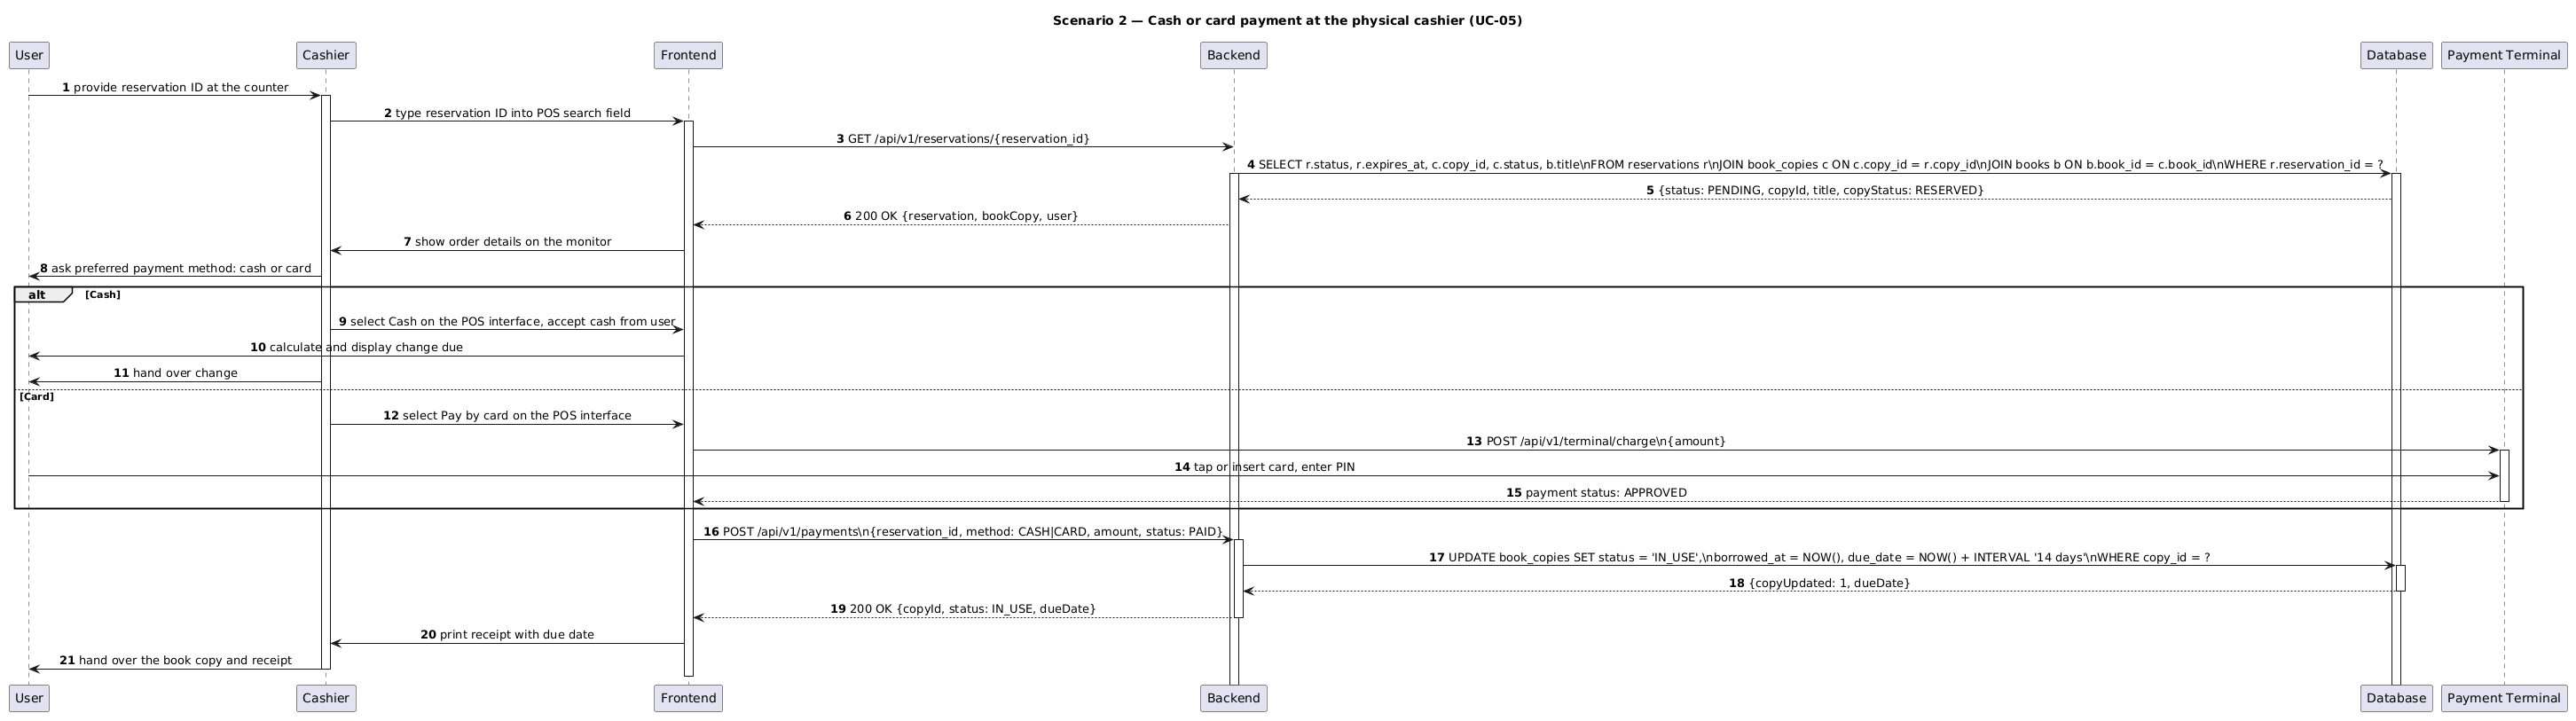 Scenario 2 — Cash or card payment at the physical cashier (UC-05)
User
Cashier
Frontend
Backend
Database
Payment Terminal
1 provide reservation ID at the counter
2 type reservation ID into POS search field
3 GET /api/v1/reservations/{reservation_id}
4 SELECT r.status, r.expires_at, c.copy_id, c.status, b.title\nFROM reservations r\nJOIN book_copies c ON c.copy_id = r.copy_id\nJOIN books b ON b.book_id = c.book_id\nWHERE r.reservation_id = ?
5 {status: PENDING, copyId, title, copyStatus: RESERVED}
6 200 OK {reservation, bookCopy, user}
7 show order details on the monitor
8 ask preferred payment method: cash or card
alt [Cash]
9 select Cash on the POS interface, accept cash from user
10 calculate and display change due
11 hand over change
[Card]
12 select Pay by card on the POS interface
13 POST /api/v1/terminal/charge\n{amount}
14 tap or insert card, enter PIN
15 payment status: APPROVED
16 POST /api/v1/payments\n{reservation_id, method: CASH|CARD, amount, status: PAID}
17 UPDATE book_copies SET status = 'IN_USE',\nborrowed_at = NOW(), due_date = NOW() + INTERVAL '14 days'\nWHERE copy_id = ?
18 {copyUpdated: 1, dueDate}
19 200 OK {copyId, status: IN_USE, dueDate}
20 print receipt with due date
21 hand over the book copy and receipt
User
Cashier
Frontend
Backend
Database
Payment Terminal